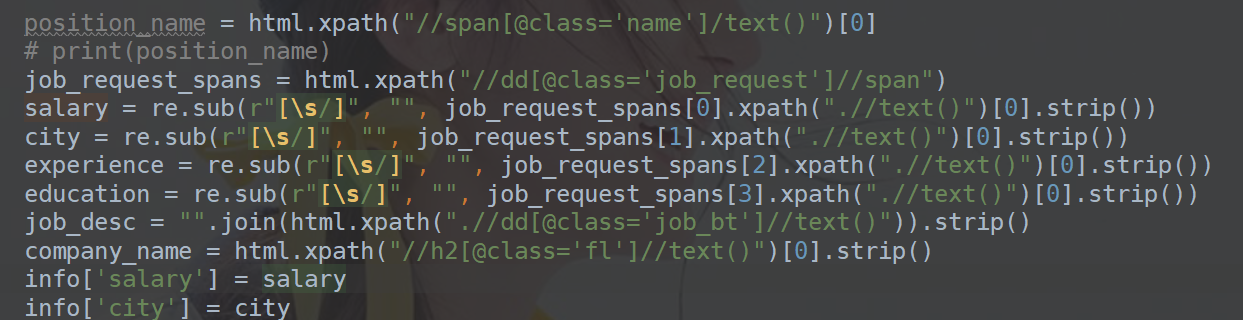 position_name = html.xpath("//span[@class='name']/text()")[0]
# print(position_name)
job_request_spans = html.xpath("//dd[@class='job_request']//span")
salary = re.sub(r"[\s/]", "", job_request_spans[0].xpath(".//text()")[0].strip())
city = re.sub(r"[\s/]", "", job_request_spans[1].xpath(".//text()")[0].strip())
experience = re.sub(r"[\s/]", "", job_request_spans[2].xpath(".//text()")[0].strip())
education = re.sub(r"[\s/]", "", job_request_spans[3].xpath(".//text()")[0].strip())
job_desc = "".join(html.xpath(".//dd[@class='job_bt']//text()")).strip()
company_name = html.xpath("//h2[@class='fl']//text()")[0].strip()
info['salary'] = salary
info['city'] = city